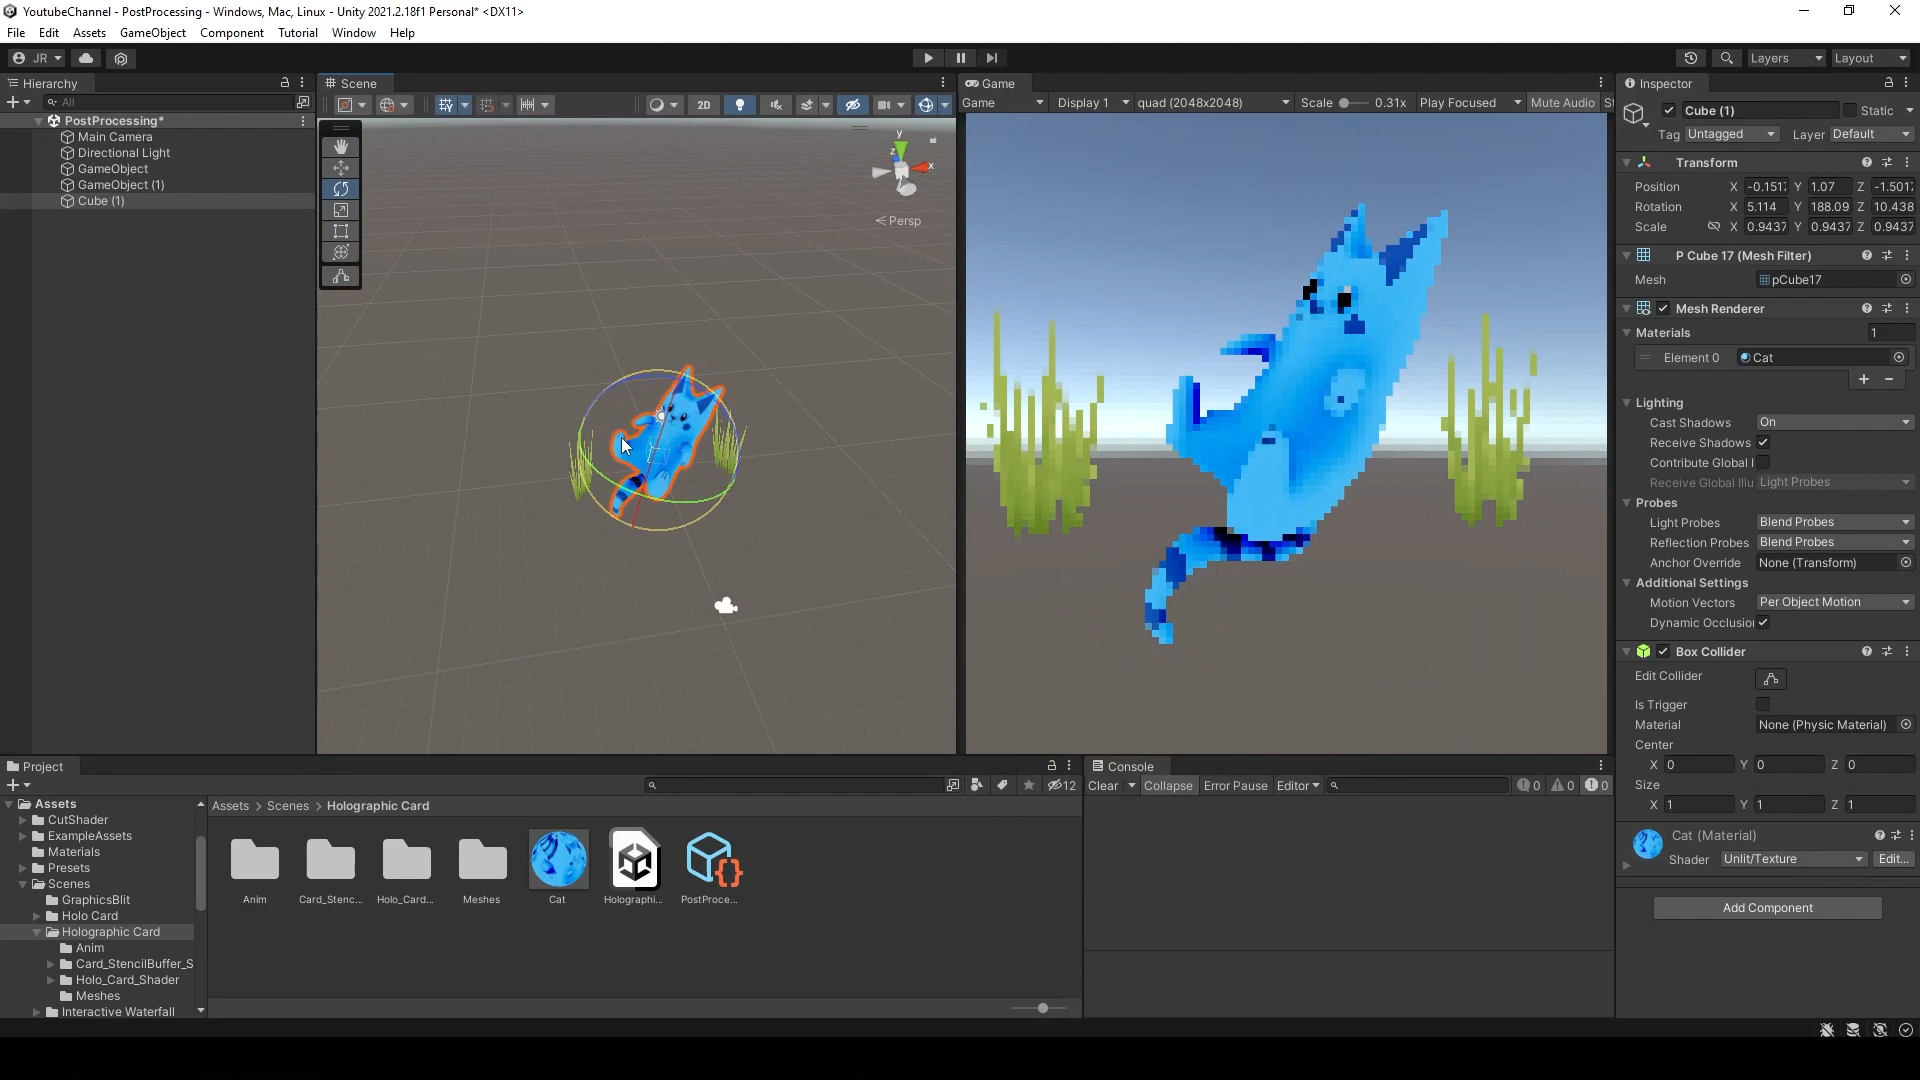 YoutubeChannel - PostProcessing - Windows, Mac, Linux - Unity 2021.2.18f1 Personal* <DX11>
File Edit Assets GameObject Component Tutorial Window Help
JR
Layers Layout
Hierarchy
All
PostProcessing*
Main Camera
Directional Light
GameObject
GameObject (1)
Cube (1)
Scene
2D
y
z
x
Persp
Game
Game Display 1 quad (2048x2048) Scale 0.31x Play Focused Mute Audio St
Inspector
Cube (1) Static
Tag Untagged Layer Default
Transform
Position X -0.1517 Y 1.07 Z -1.5017
Rotation X 5.114 Y 188.09 Z 10.438
Scale X 0.9437 Y 0.9437 Z 0.9437
P Cube 17 (Mesh Filter)
Mesh pCube17
Mesh Renderer
Materials 1
Element 0 Cat
Lighting
Cast Shadows On
Receive Shadows
Contribute Global I
Receive Global Illu Light Probes
Probes
Light Probes Blend Probes
Reflection Probes Blend Probes
Anchor Override None (Transform)
Additional Settings
Motion Vectors Per Object Motion
Dynamic Occlusion
Box Collider
Edit Collider
Is Trigger
Material None (Physic Material)
Center
X 0 Y 0 Z 0
Size
X 1 Y 1 Z 1
Cat (Material)
Shader Unlit/Texture Edit...
Add Component
Project
12
Assets
CutShader
ExampleAssets
Materials
Presets
Scenes
GraphicsBlit
Holo Card
Holographic Card
Anim
Card_StencilBuffer_S
Holo_Card_Shader
Meshes
Interactive Waterfall
Assets > Scenes > Holographic Card
Anim Card_Stenc... Holo_Card... Meshes Cat Holographi... PostProce...
Console
Clear Collapse Error Pause Editor 0 0 0